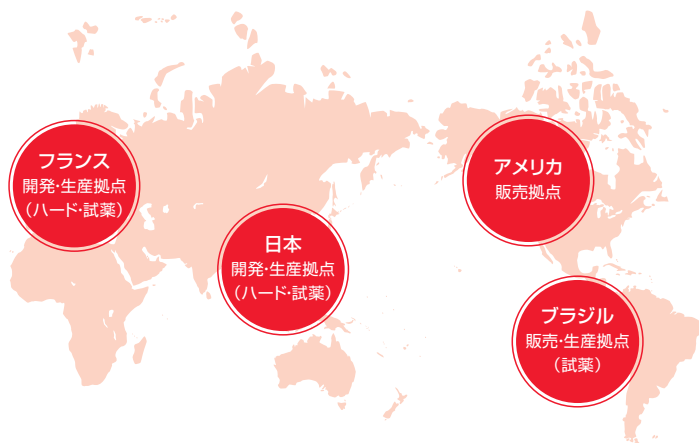 フランス
開発・生産拠点
（ハード・試薬）
日本
開発・生産拠点
（ハード・試薬）
アメリカ
販売拠点
ブラジル
販売・生産拠点
（試薬）